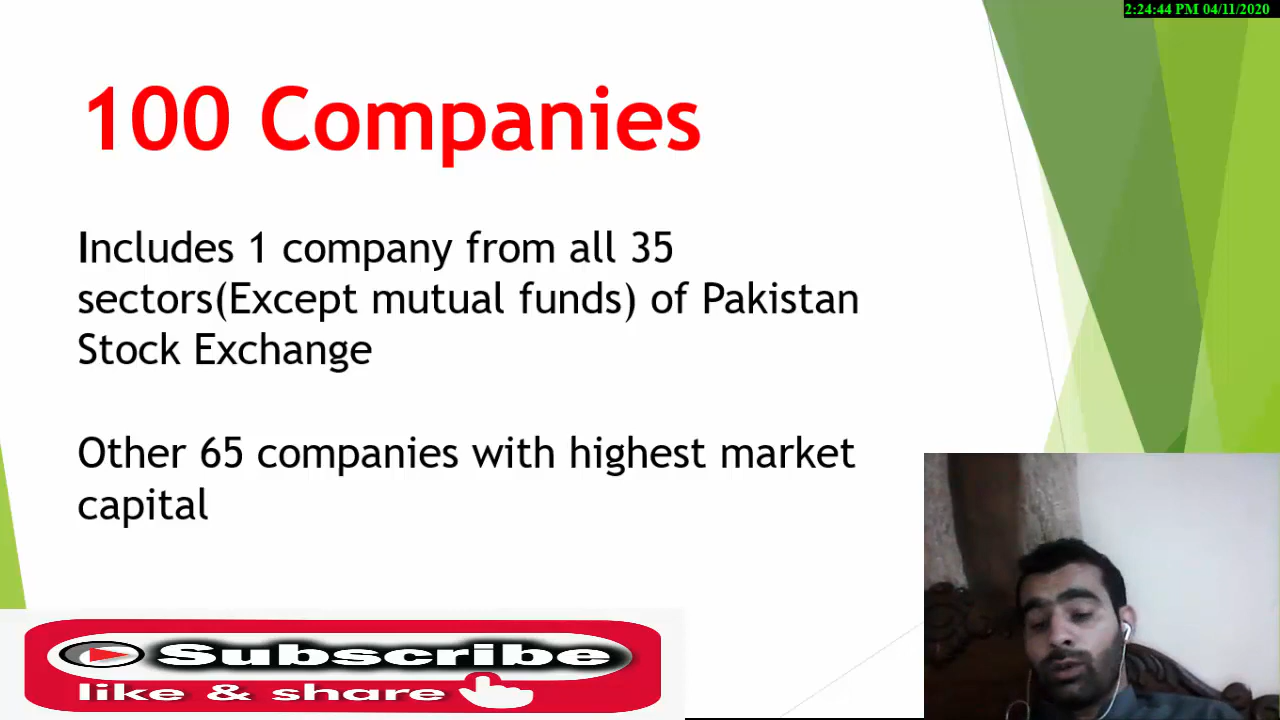 2:24:44 PM 04/11/2020
100 Companies
Includes 1 company from all 35
sectors(Except mutual funds) of Pakistan
Stock Exchange
Other 65 companies with highest market
capital
Subscribe
like & share